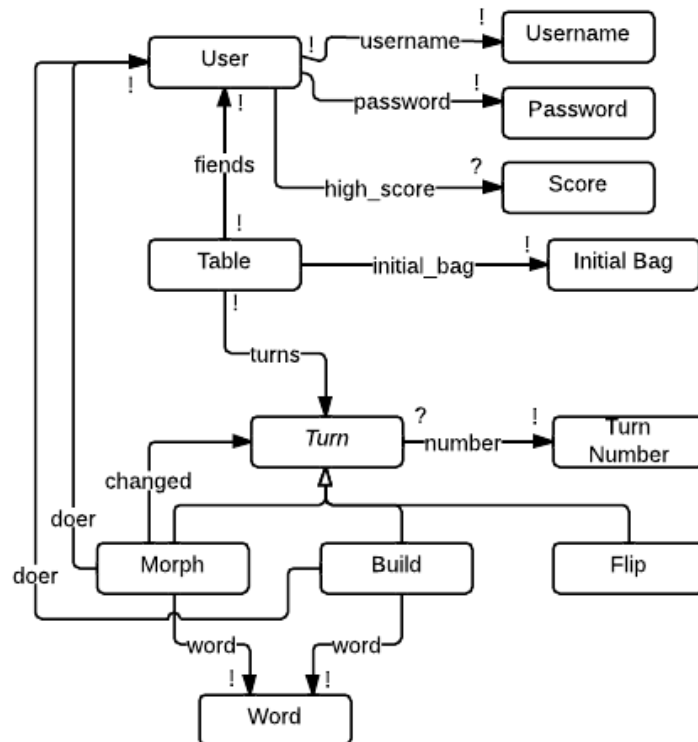 ! Username
! username
User
! ! ! password ! Password
fiends ? Score
high_score
! !
Table initial_bag Initial Bag
!
turns
? ! Turn
Turn number Number
changed
doer
Morph Build Flip
doer
word word
! !
Word